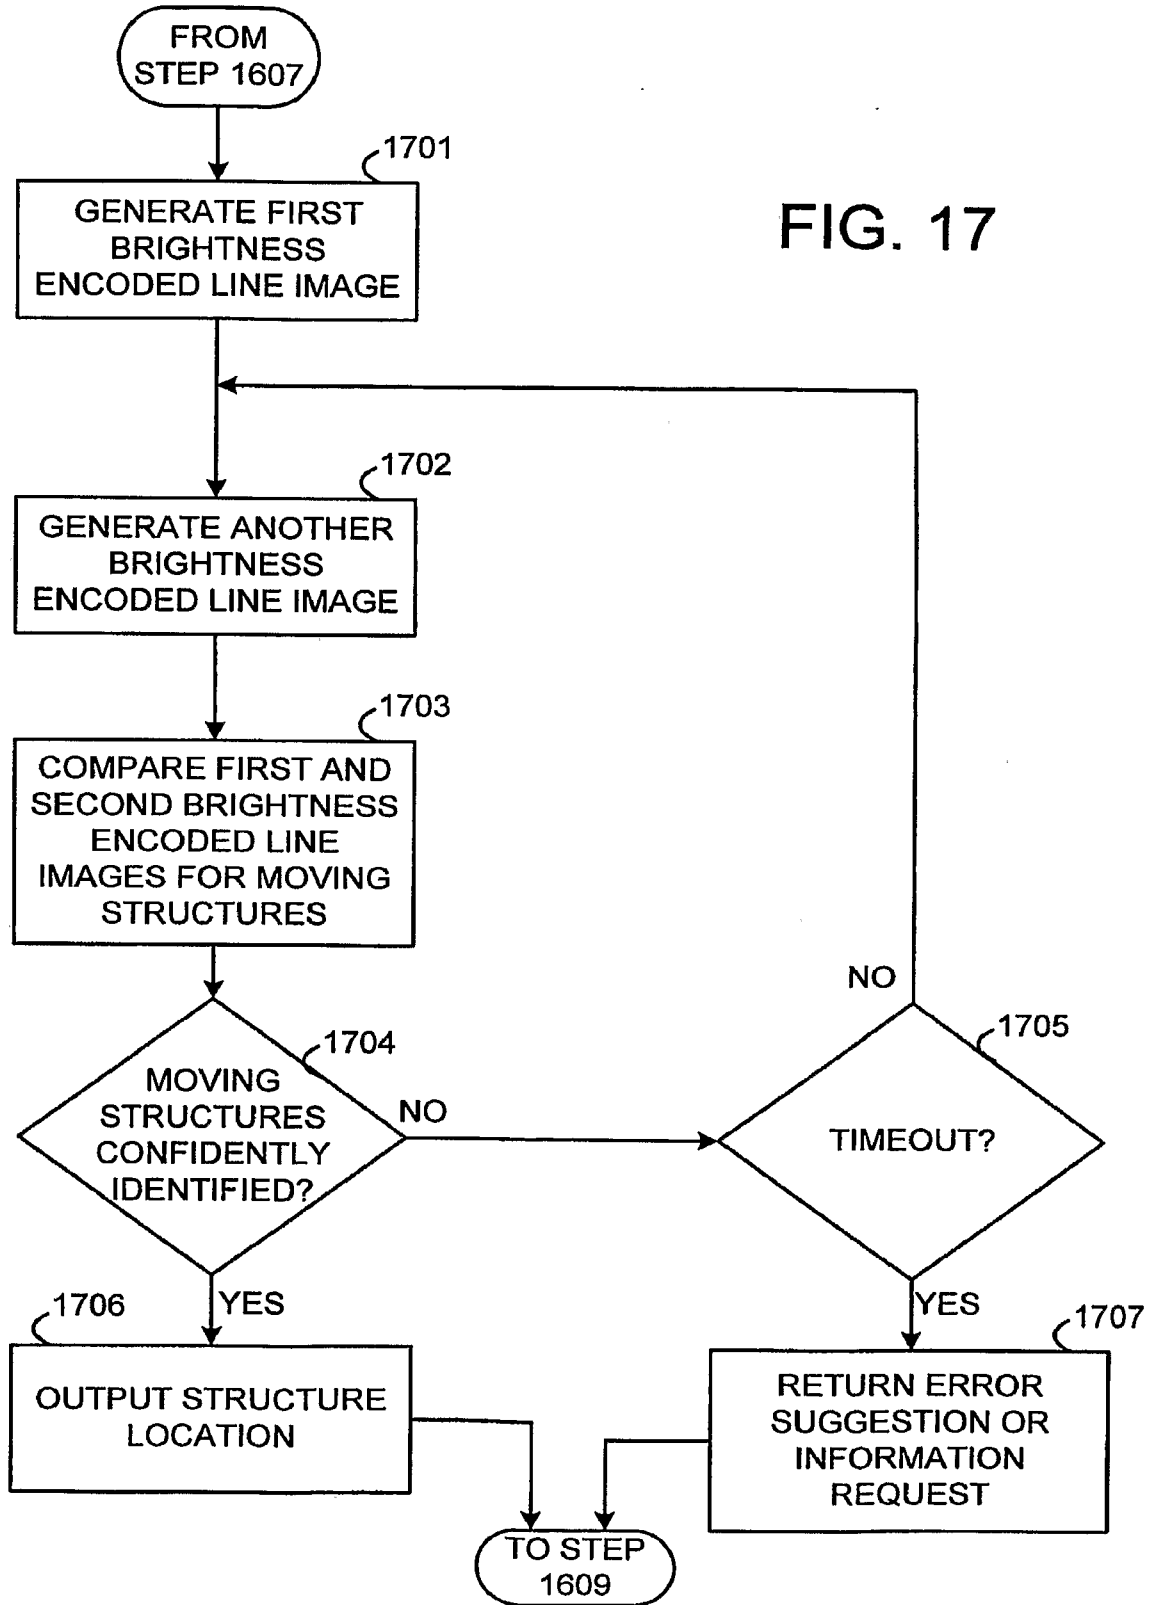 FROM
STEP 1607
1701
GENERATE FIRST
BRIGHTNESS
ENCODED LINE IMAGE
FIG. 17
1702
GENERATE ANOTHER
BRIGHTNESS
ENCODED LINE IMAGE
1703
COMPARE FIRST AND
SECOND BRIGHTNESS
ENCODED LINE
IMAGES FOR MOVING
STRUCTURES
1704
MOVING
STRUCTURES
CONFIDENTLY
IDENTIFIED?
NO
NO
1705
TIMEOUT?
YES
1706
OUTPUT STRUCTURE
LOCATION
YES
1707
RETURN ERROR
SUGGESTION OR
INFORMATION
REQUEST
TO STEP
1609